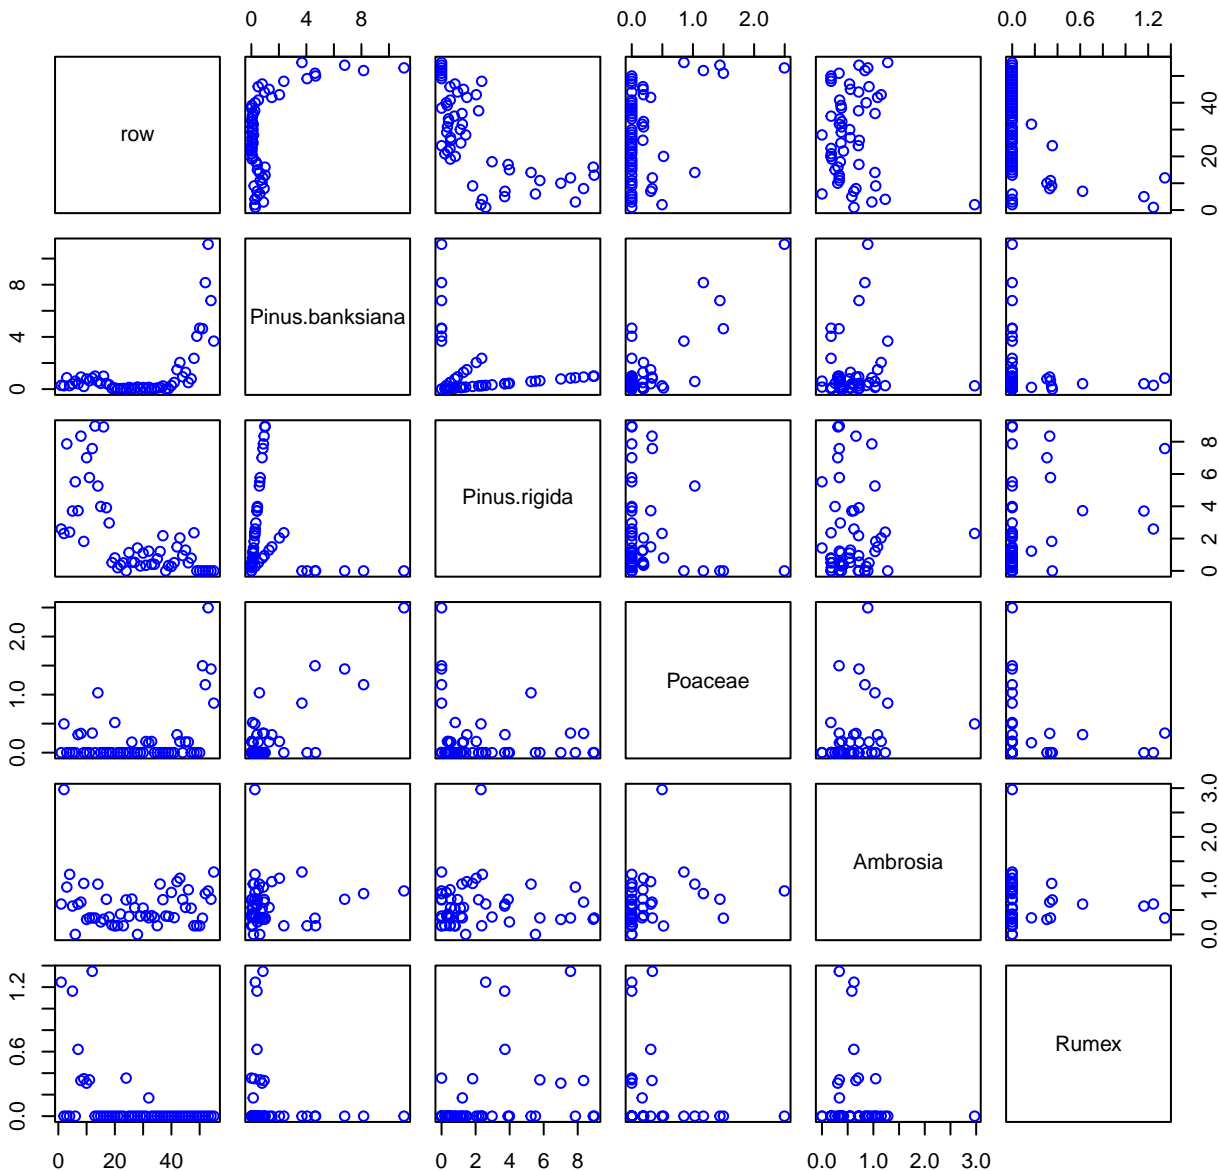 0 4 8 0.0 1.0 2.0 0.0 0.6 1.2
row
0 20 40
0 4 8
Pinus.banksiana
Pinus.rigida
0 2 4 6 8
0.0 1.0 2.0
Poaceae
Ambrosia
0.0 1.0 2.0 3.0
0.0 0.6 1.2
Rumex
0 20 40 0 2 4 6 8 0.0 1.0 2.0 3.0